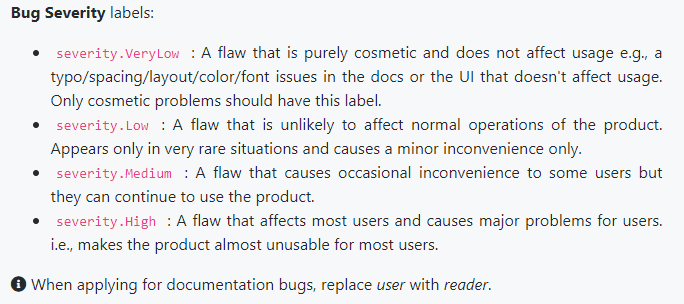 Bug Severity labels:
severity.VeryLow : A flaw that is purely cosmetic and does not affect usage e.g., a
typo/spacing/layout/color/font issues in the docs or the UI that doesn't affect usage.
Only cosmetic problems should have this label.
severity.Low : A flaw that is unlikely to affect normal operations of the product.
Appears only in very rare situations and causes a minor inconvenience only.
severity.Medium : A flaw that causes occasional inconvenience to some users but
they can continue to use the product.
severity.High : A flaw that affects most users and causes major problems for users.
i.e., makes the product almost unusable for most users.
When applying for documentation bugs, replace user with reader.